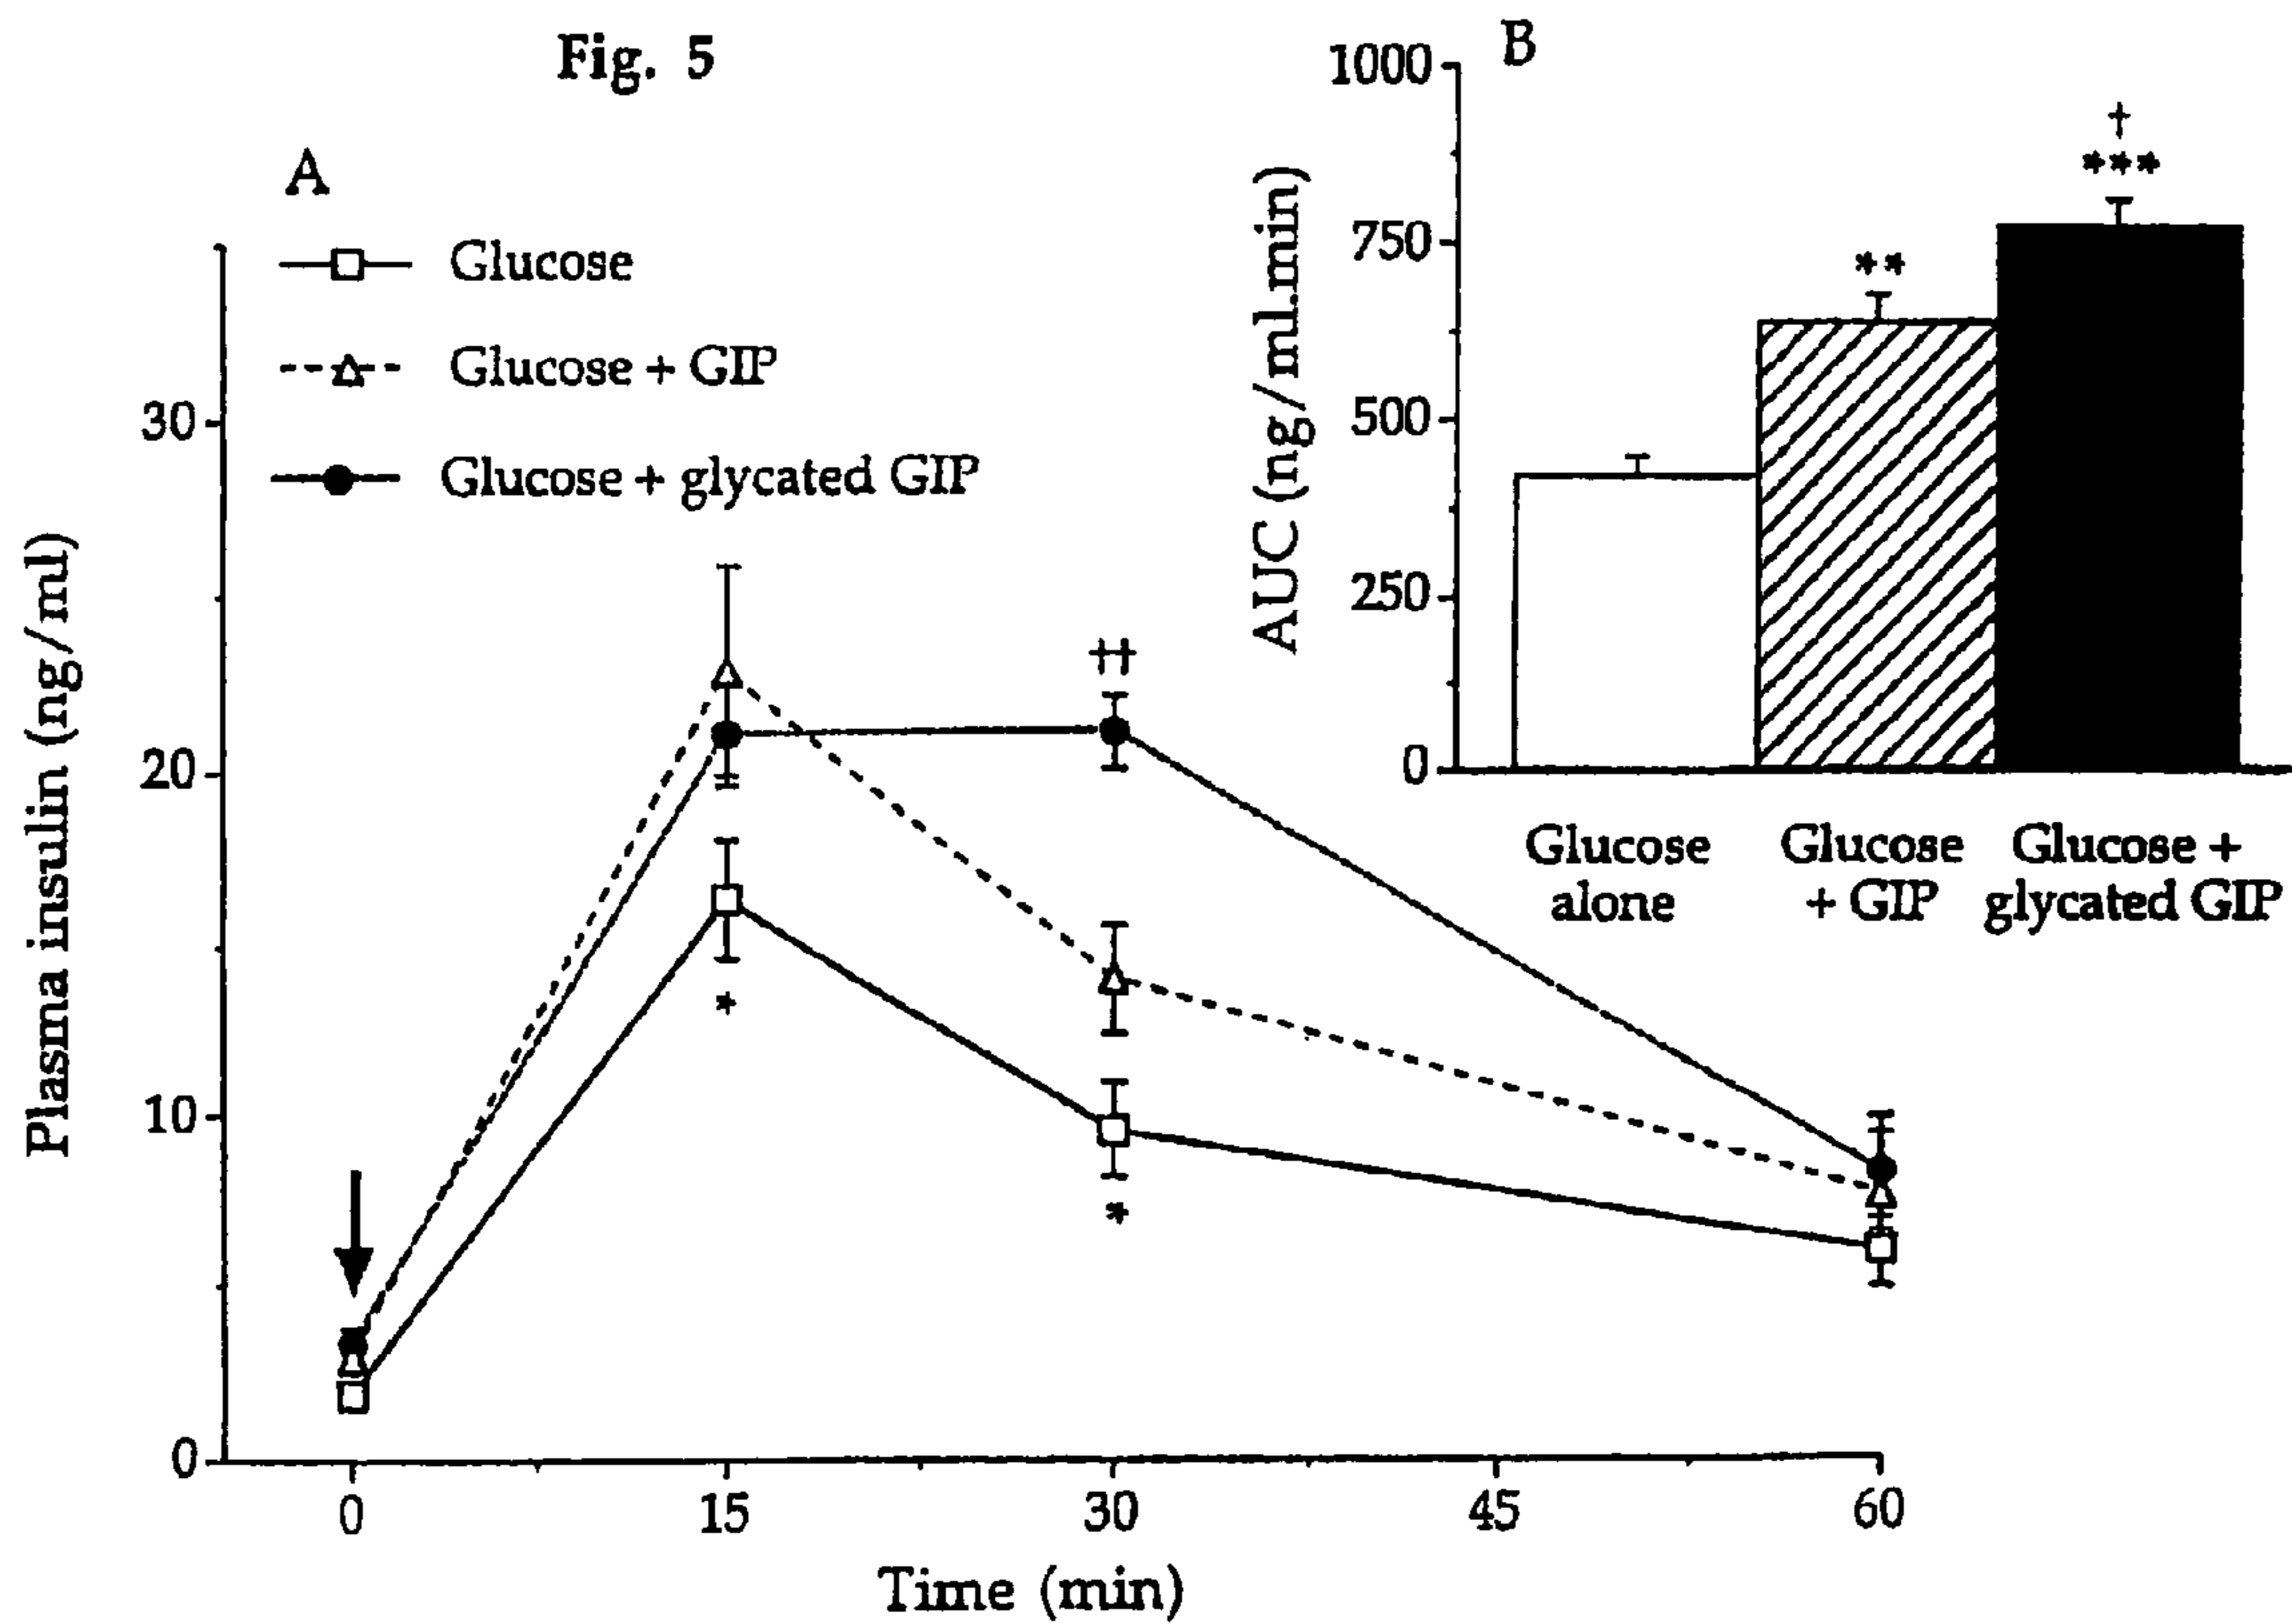 Fig. 5
A
Glucose
Glucose + GIP
Glucose + glycated GIP
Plasma insulin (ng/ml)
30
20
10
0
††
*
*
0
15
30
45
60
Time (min)
B
AUC (ng/ml.min)
1000
750
500
250
0
**
†
***
Glucose
alone
Glucose
+ GIP
Glucose +
glycated GIP